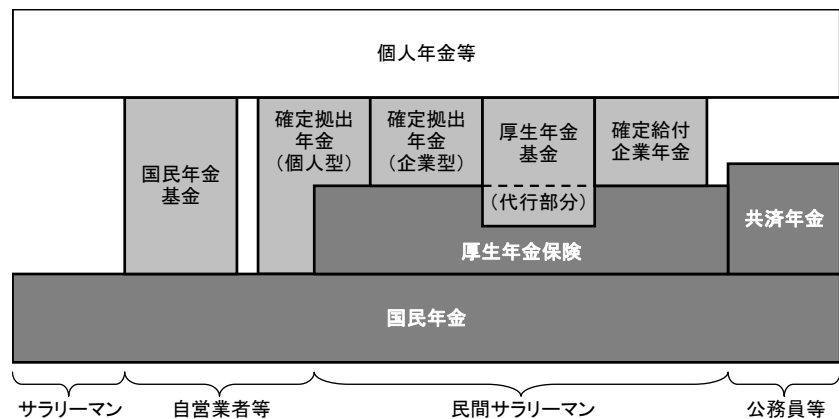 個人年金等
国民年金
基金
確定拠出
年金
(個人型)
確定拠出
年金
(企業型)
厚生年金
基金
(代行部分)
確定給付
企業年金
共済年金
厚生年金保険
国民年金
サラリーマン
自営業者等
民間サラリーマン
公務員等